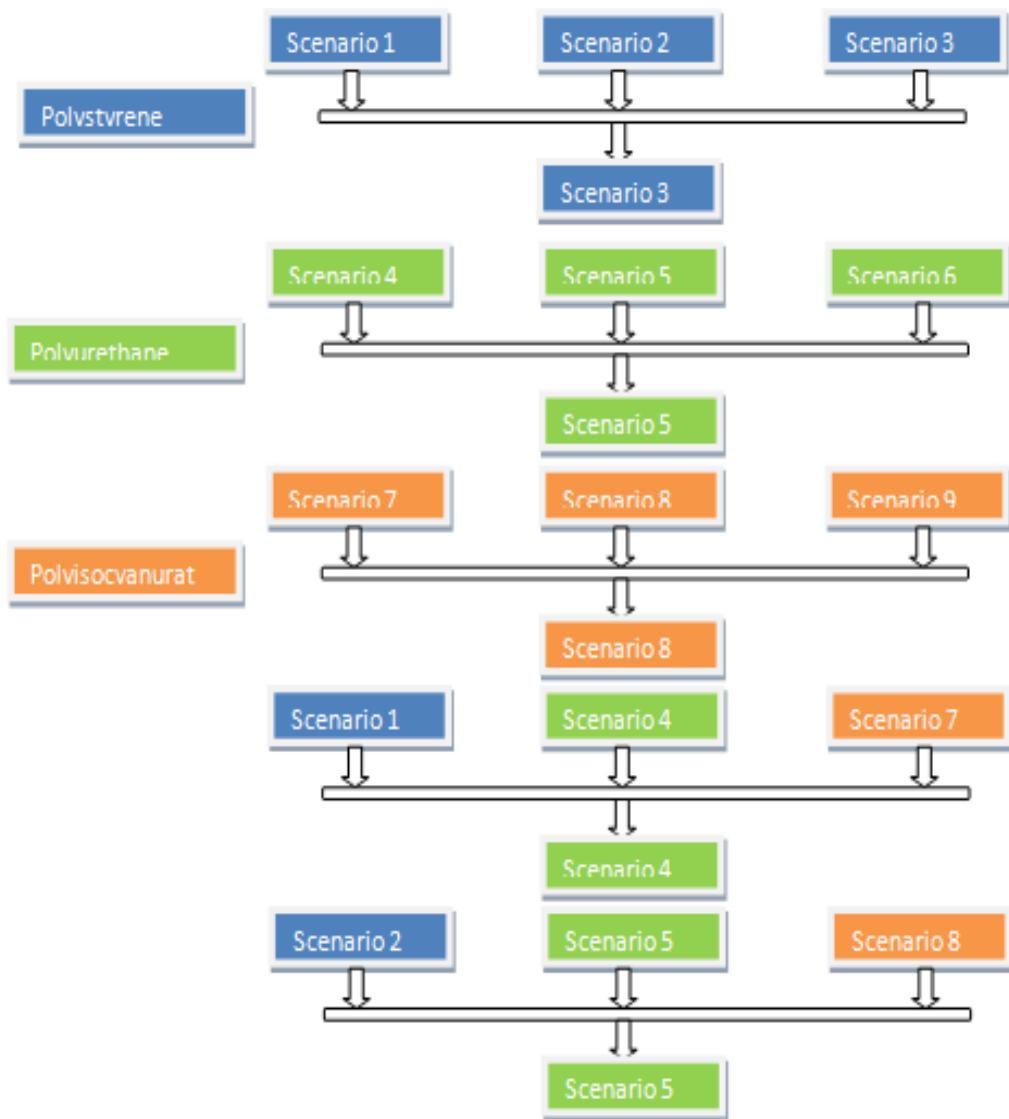 Scenario 1
Scenario 2
Scenario 3
Polystyrene
Scenario 3
Scenario 4
Scenario 5
Scenario 6
Polyurethane
Scenario 5
Scenario 7
Scenario 8
Scenario 9
Polyisocyanurat
Scenario 8
Scenario 1
Scenario 4
Scenario 7
Scenario 4
Scenario 2
Scenario 5
Scenario 8
Scenario 5